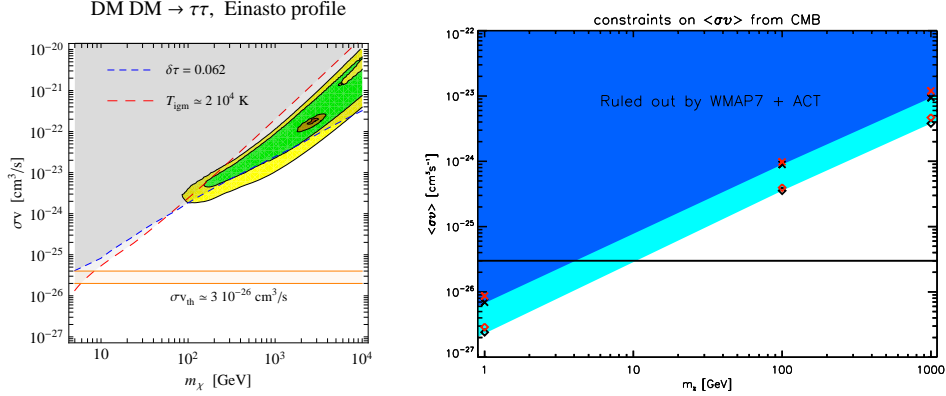 DM DM → ττ, Einasto profile
10⁻²⁰
10⁻²¹
10⁻²²
10⁻²³
10⁻²⁴
10⁻²⁵
10⁻²⁶
10⁻²⁷
σv [cm³/s]
δτ = 0.062
T_igm ≃ 2 10⁴ K
σv_th ≃ 3 10⁻²⁶ cm³/s
10 10² 10³ 10⁴
m_χ [GeV]
constraints on <σv> from CMB
10⁻²²
10⁻²³
10⁻²⁴
10⁻²⁵
10⁻²⁶
10⁻²⁷
<σv> [cm³s⁻¹]
Ruled out by WMAP7 + ACT
1 10 100 1000
m_χ [GeV]